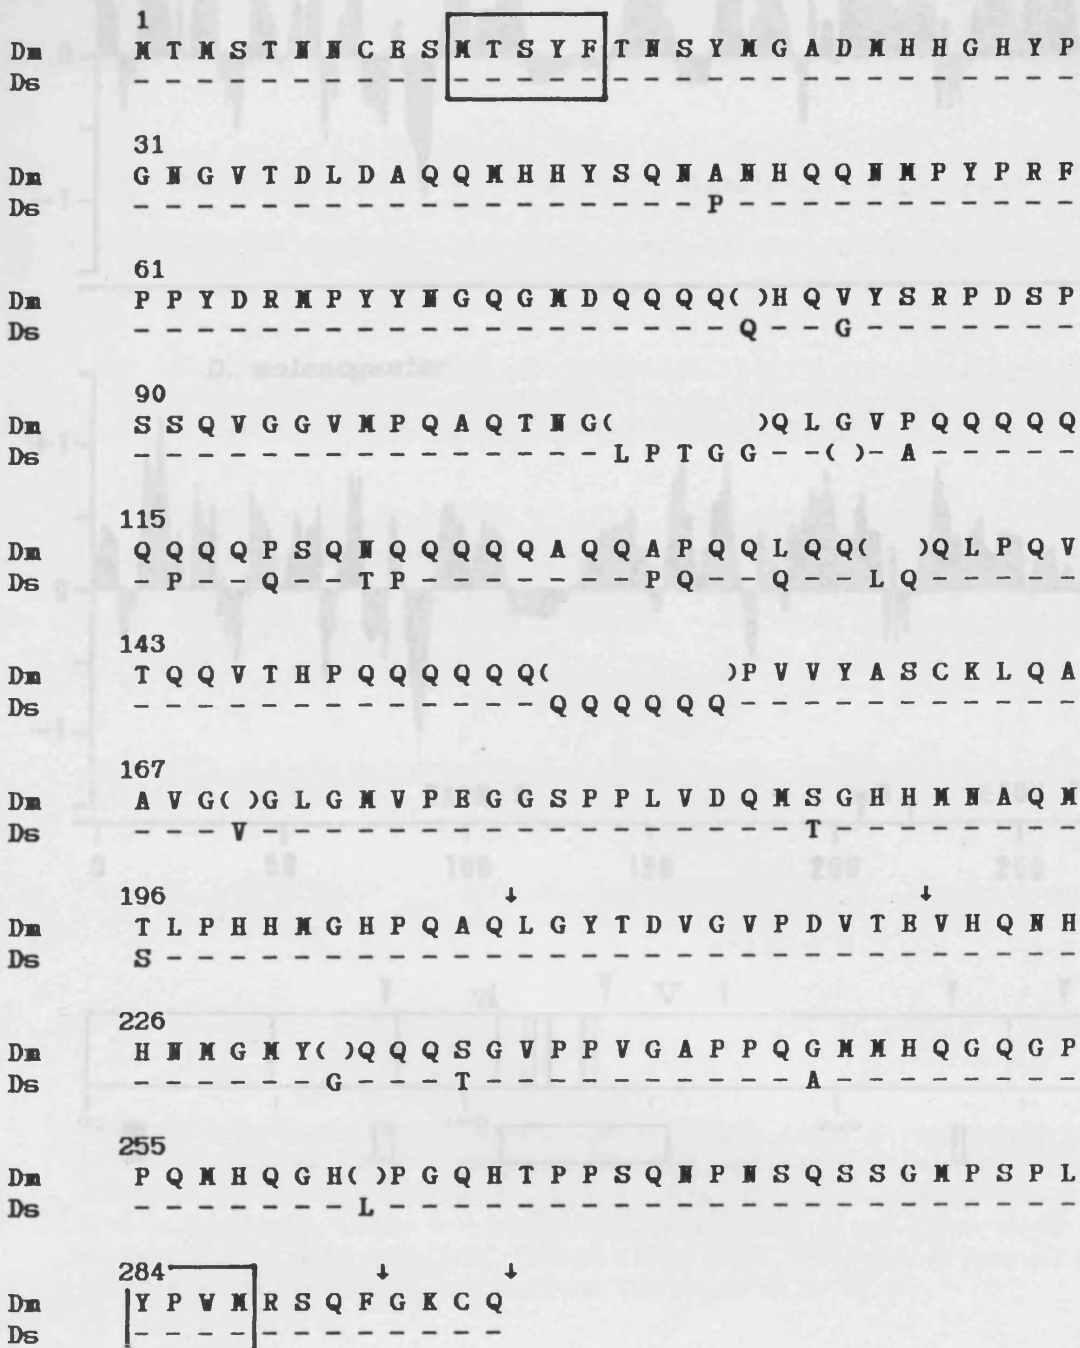 1
Dm M T M S T N N C E S M T S Y F T N S Y M G A D M H H G H Y P
Ds - - - - - - - - - - - - - - - - - - - - - - - - - - - - - -
31
Dm G N G V T D L D A Q Q M H H Y S Q N A N H Q Q N M P Y P R F
Ds - - - - - - - - - - - - - - - - - - P - - - - - - - - - - -
61
Dm P P Y D R M P Y Y N G Q G M D Q Q Q Q( )H Q V Y S R P D S P
Ds - - - - - - - - - - - - - - - - - - - Q - - G - - - - - - -
90
Dm S S Q V G G V M P Q A Q T N G( )Q L G V P Q Q Q Q Q
Ds - - - - - - - - - - - - - - - L P T G G - - ( ) - A - - - - -
115
Dm Q Q Q Q P S Q N Q Q Q Q Q A Q Q A P Q Q L Q Q( )Q L P Q V
Ds - P - - Q - - T P - - - - - - - P Q - - Q - - L Q - - - - -
143
Dm T Q Q V T H P Q Q Q Q Q Q( )P V V Y A S C K L Q A
Ds - - - - - - - - - - - - - Q Q Q Q Q Q - - - - - - - - - - -
167
Dm A V G( )G L G M V P E G G S P P L V D Q M S G H H M N A Q M
Ds - - - V - - - - - - - - - - - - - - - - - T - - - - - - - -
196 ↓ ↓
Dm T L P H H M G H P Q A Q L G Y T D V G V P D V T E V H Q N H
Ds S - - - - - - - - - - - - - - - - - - - - - - - - - - - - -
226
Dm H N M G M Y( )Q Q Q S G V P P V G A P P Q G M M H Q G Q G P
Ds - - - - - - G - - - T - - - - - - - - - - A - - - - - - - -
255
Dm P Q M H Q G H( )P G Q H T P P S Q N P N S Q S S G M P S P L
Ds - - - - - - - L - - - - - - - - - - - - - - - - - - - - - -
284 ↓ ↓
Dm Y P W M R S Q F G K C Q
Ds - - - - - - - - - - - -